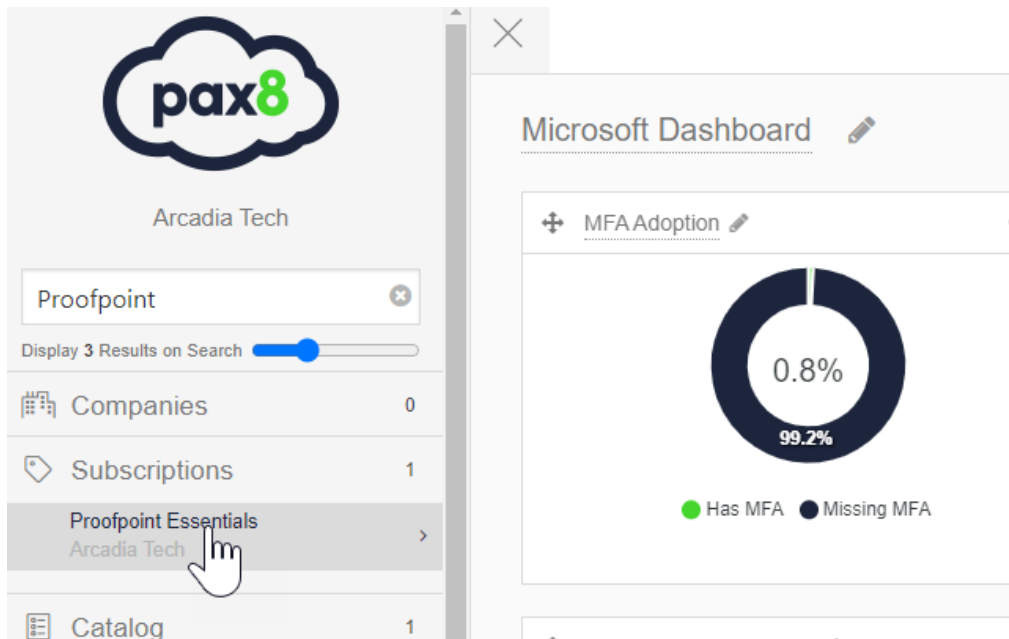 pax8
Arcadia Tech
Proofpoint
Display 3 Results on Search
Companies 0
Subscriptions 1
Proofpoint Essentials
Arcadia Tech
Catalog 1
Microsoft Dashboard
MFA Adoption
0.8%
99.2%
Has MFA Missing MFA